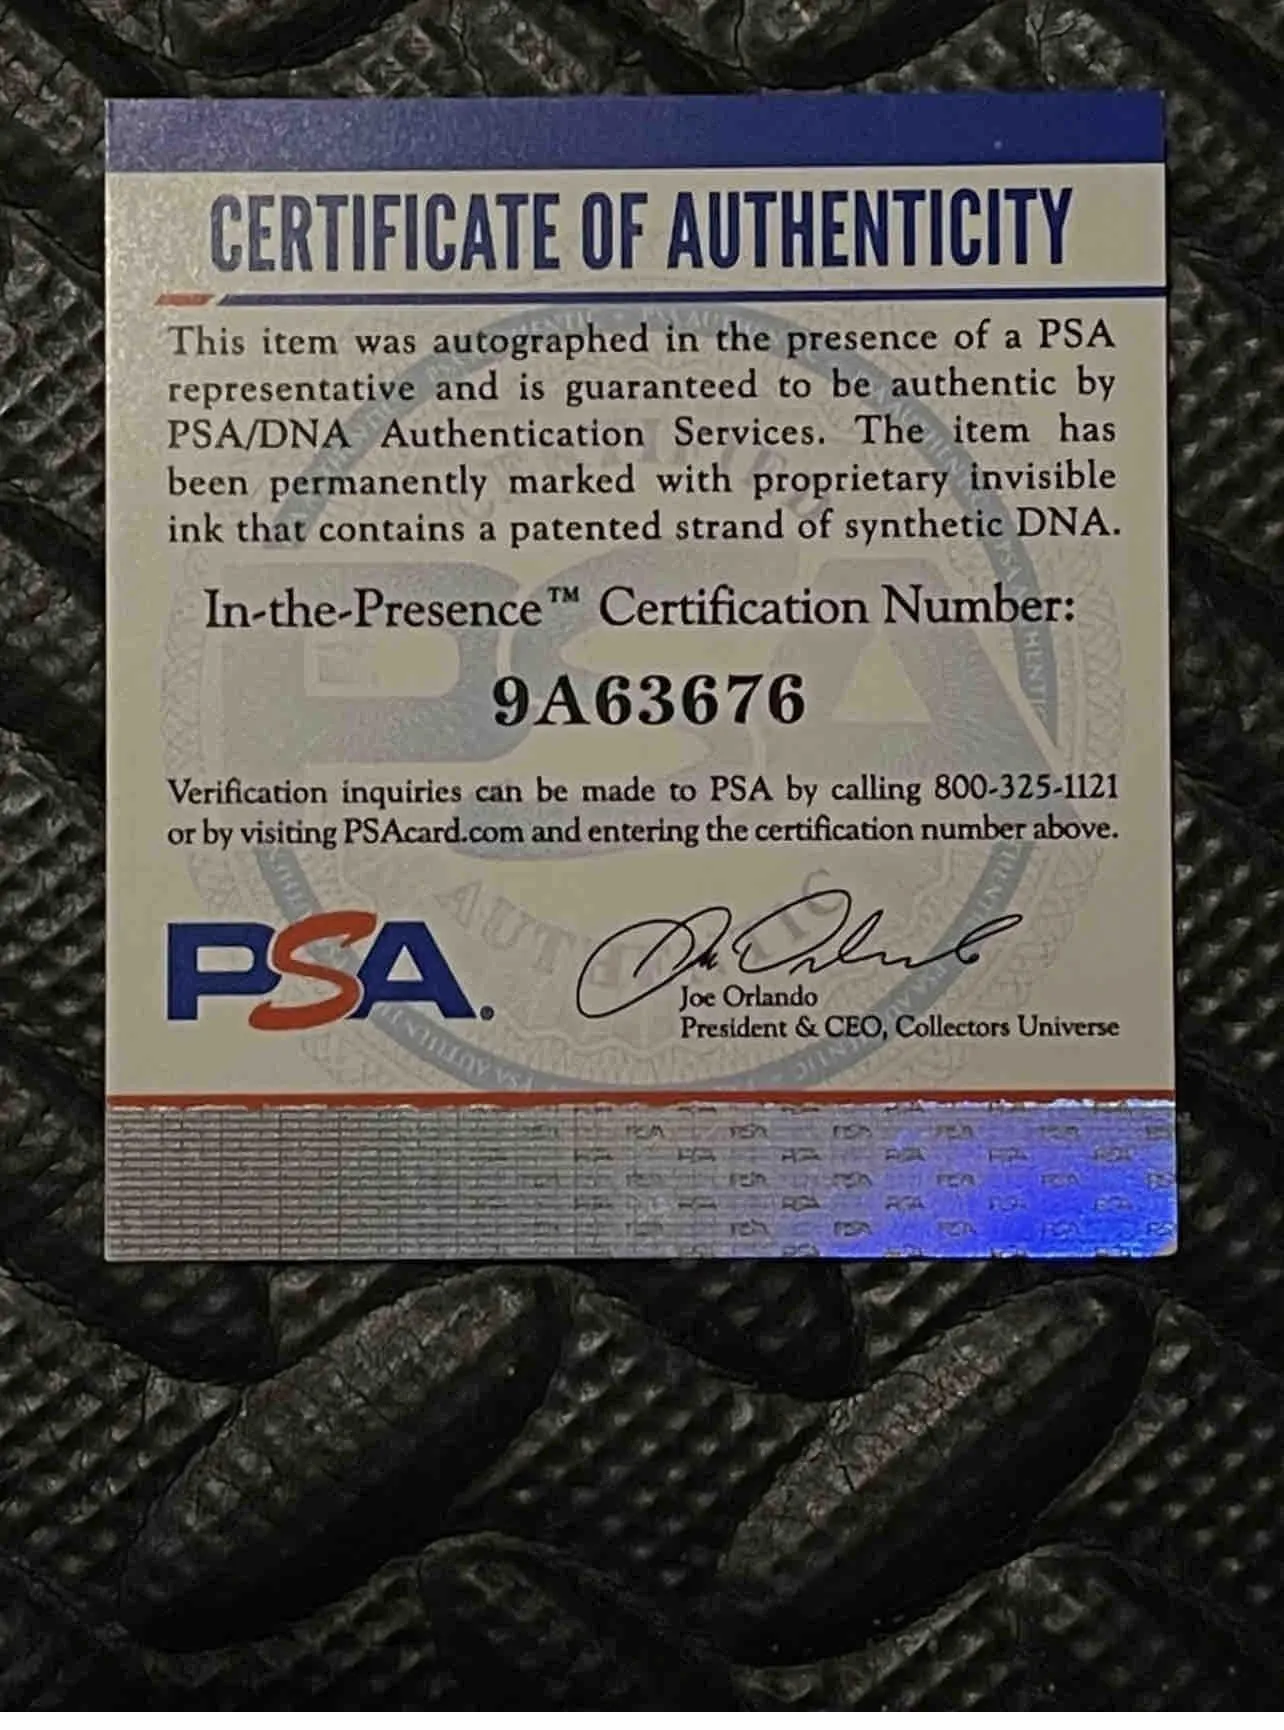 CERTIFICATE OF AUTHENTICITY
This item was autographed in the presence of a PSA
representative and is guaranteed to be authentic by
PSA/DNA Authentication Services. The item has
been permanently marked with proprietary invisible
ink that contains a patented strand of synthetic DNA.
In-the-Presence™ Certification Number:
9A63676
Verification inquiries can be made to PSA by calling 800-325-1121
or by visiting PSAcard.com and entering the certification number above.
PSA®
Joe Orlando
Joe Orlando
President & CEO, Collectors Universe